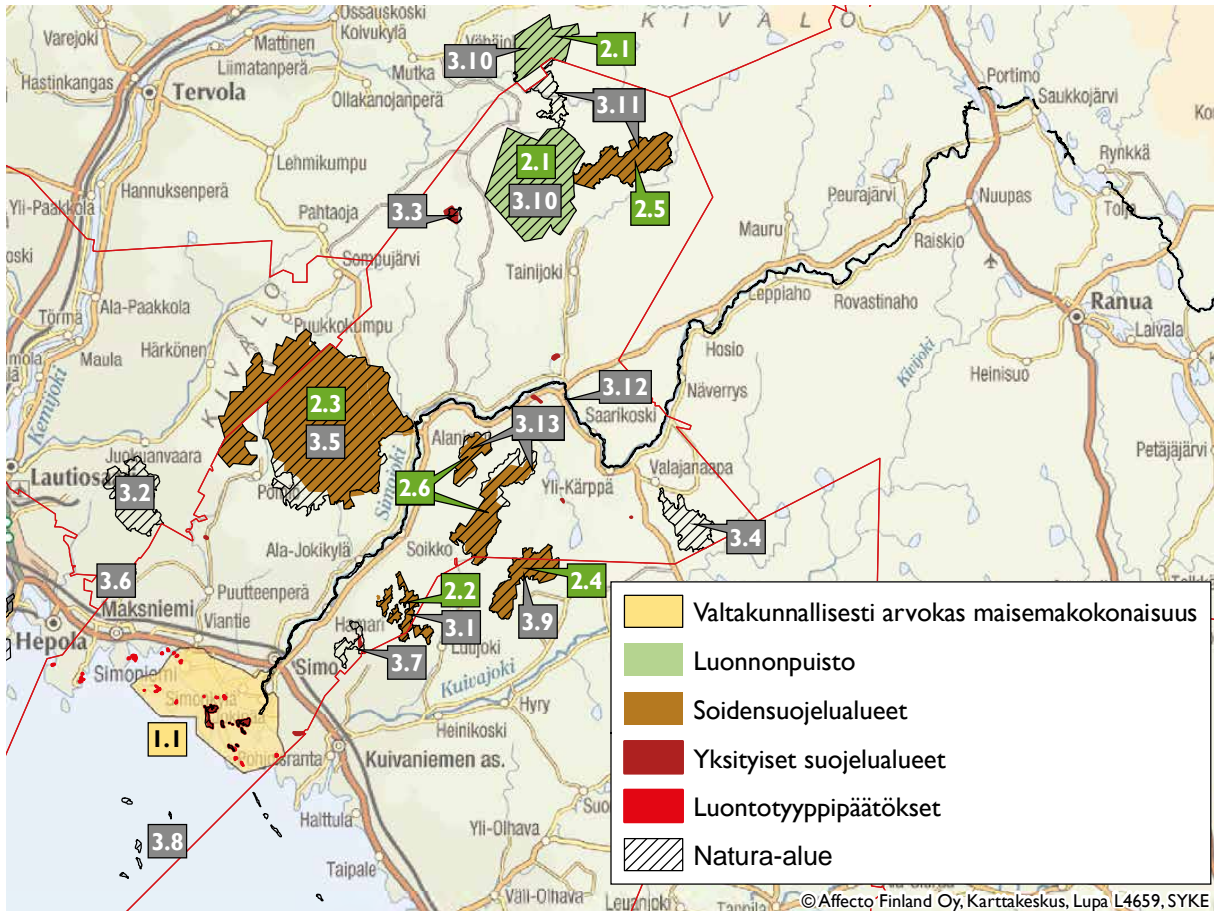 Varejoki
Mattinen
Ossauskoski
Koivukylä
Vähäjoki
KIVALO
2.1
3.10
Hastinkangas
Liimatanperä
Mutka
Portimo
Tervola
Ollakanojanperä
3.11
Saukkojärvi
Lehmikumpu
2.1
Rynkkä
Hannuksenperä
3.10
2.5
Peurajärvi
Nuupas
Tolja
Yli-Paakkola
Pahtaoja
3.3
Mauru
Raiskio
Sompujärvi
Tainijoki
Leppiaho
Rovastinaho
Ranua
Ala-Paakkola
Törmä
Puukkokumpu
Laivala
Maula
Härkönen
KIVALO
Hosio
Kivijoki
Heinisuo
Kemijoki
2.3
3.12
Näverrys
3.5
Saarikoski
3.13
Petäjäjärvi
Juokuanvaara
Simojoki
Valajanaapa
3.2
2.6
Yli-Kärppä
3.4
Ala-Jokikylä
Soikko
3.6
Puutteenperä
2.2
2.4
Maksniemi
3.1
3.9
Hepola
Viantie
Hamari
Luujoki
3.7
Simoniemi
Simo
Kuivajoki
Hyry
1.1
Heinikoski
Kuivaniemen as.
Halttula
3.8
Yli-Olhava
Taipale
Väli-Olhava
Leuanjoki
Valtakunnallisesti arvokas maisemakokonaisuus
Luonnonpuisto
Soidensuojelualueet
Yksityiset suojelualueet
Luontotyyppipäätökset
Natura-alue
© Affecto Finland Oy, Karttakeskus, Lupa L4659, SYKE